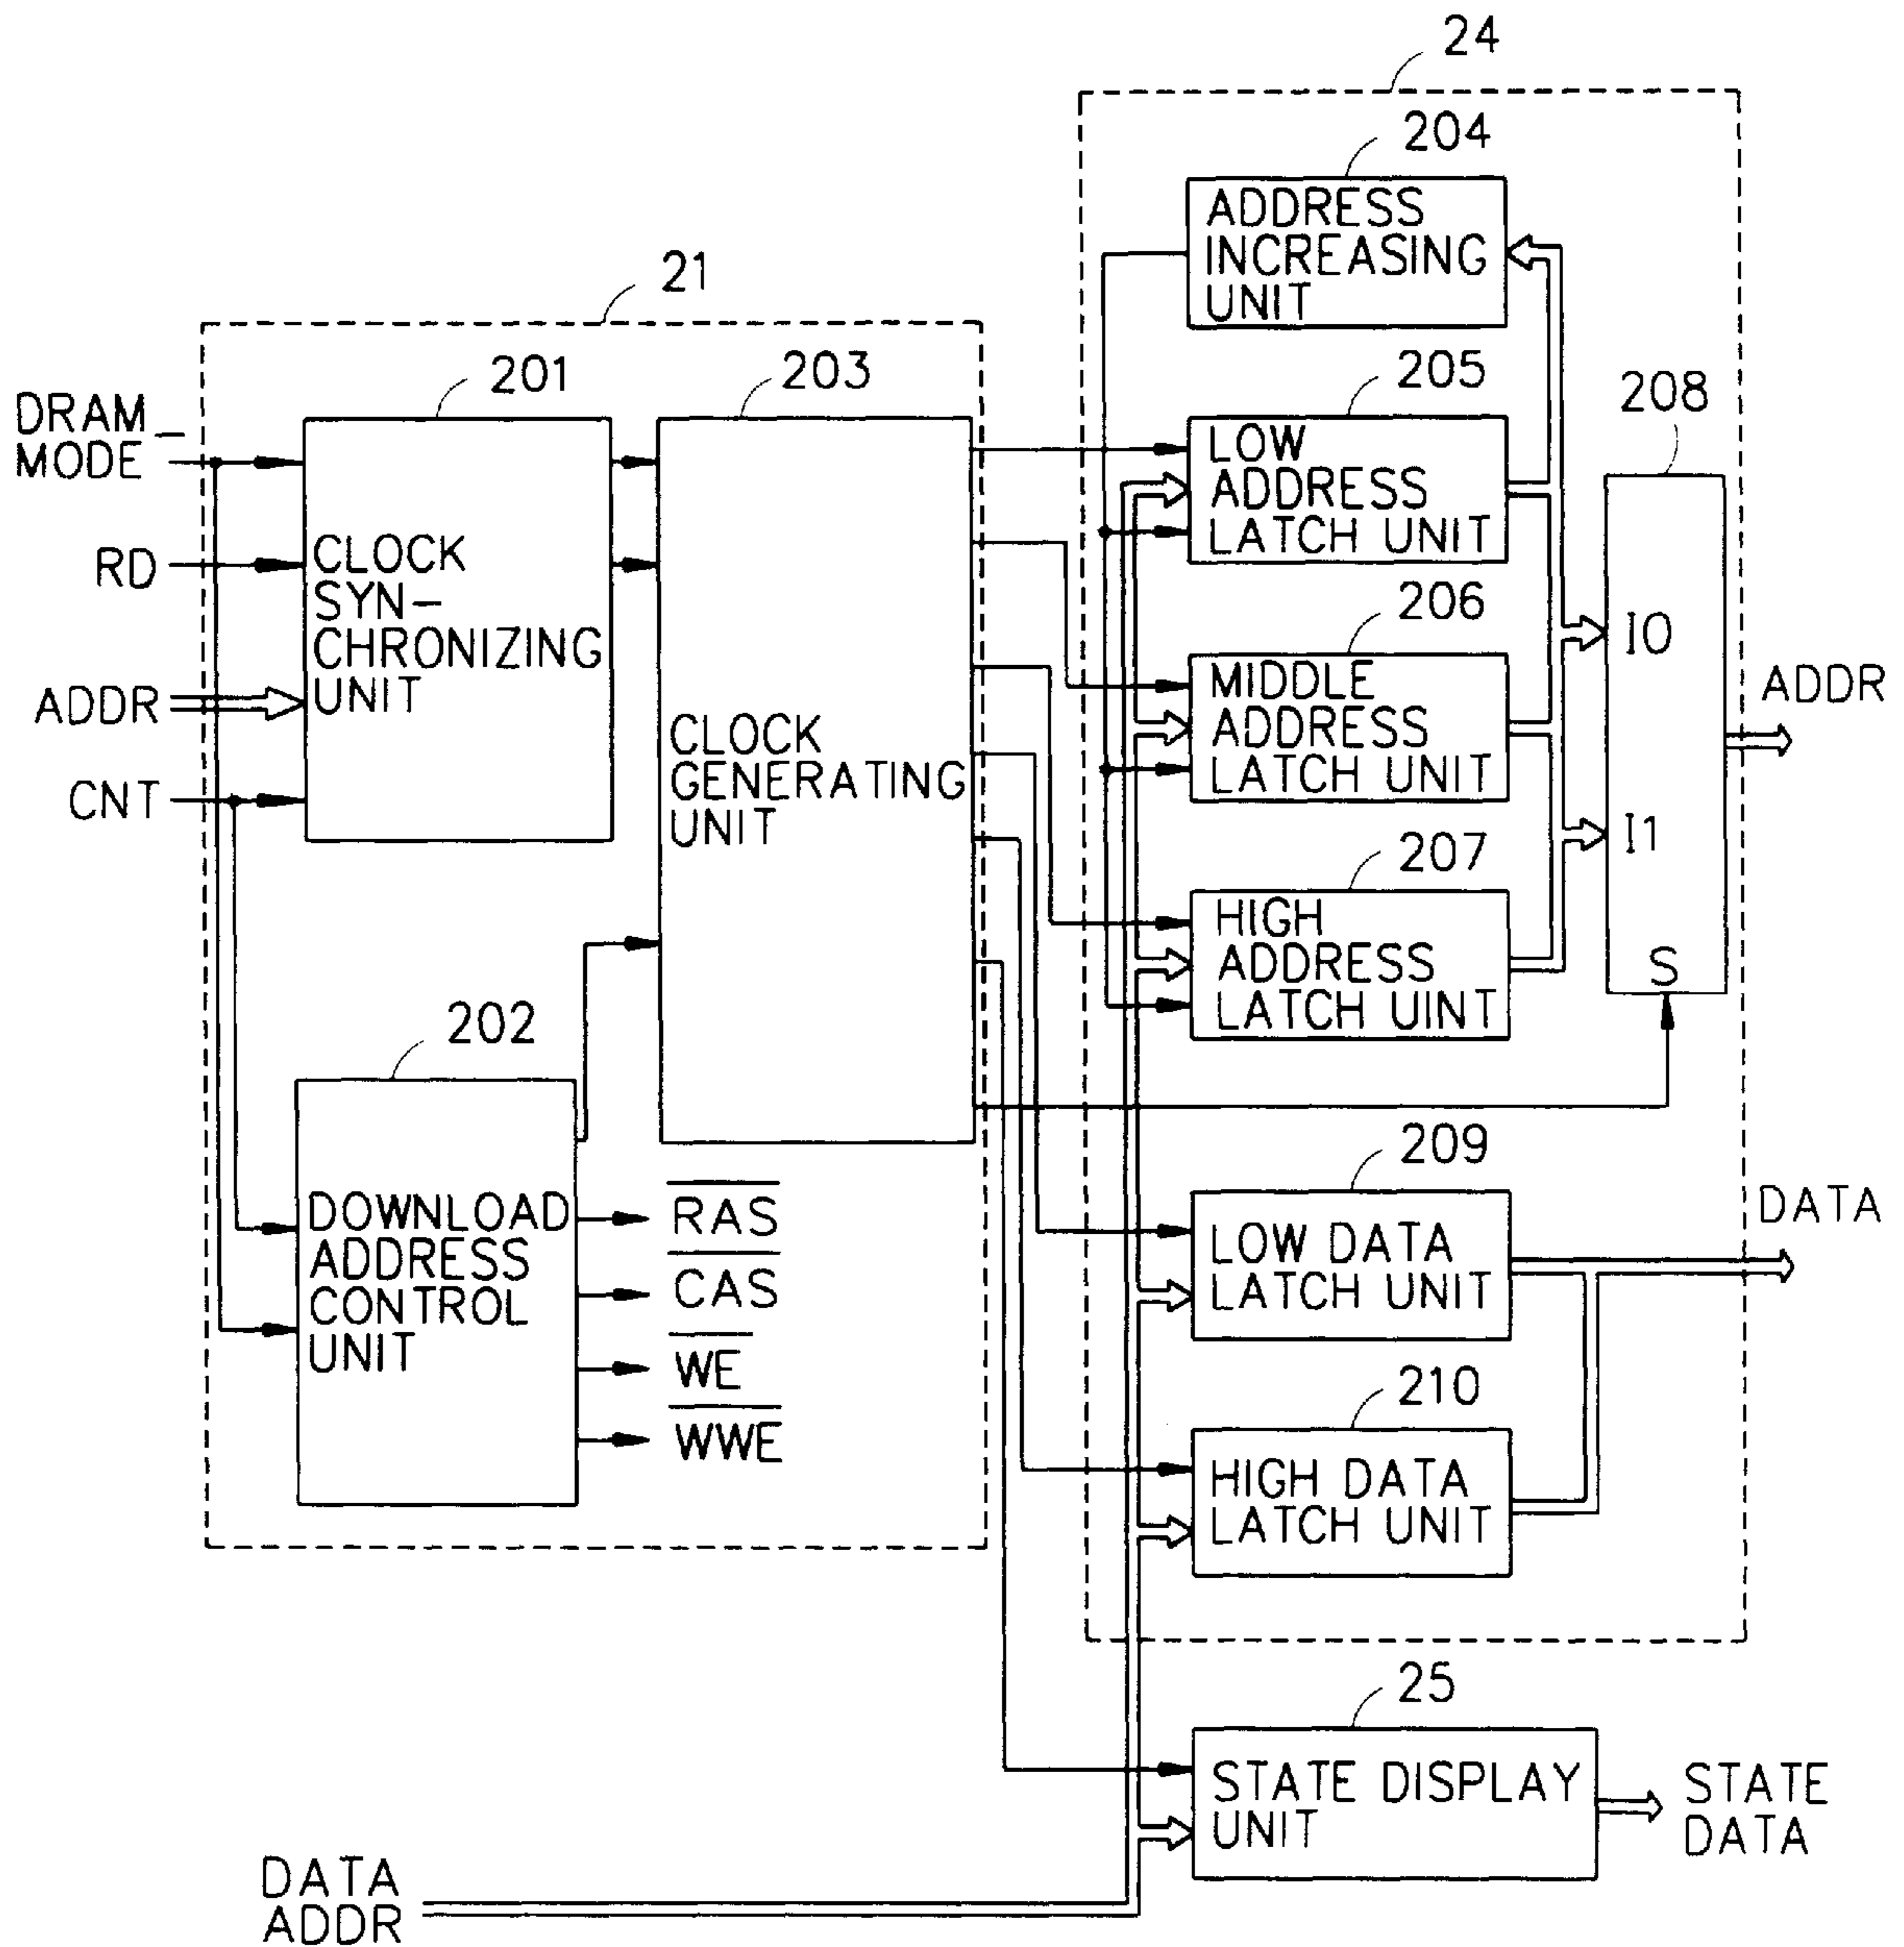 24
204
ADDRESS
INCREASING
UNIT
21
201
203
205
208
DRAM_
MODE
RD
ADDR
CNT
CLOCK
SYN-
CHRONIZING
UNIT
CLOCK
GENERATING
UNIT
LOW
ADDRESS
LATCH UNIT
206
MIDDLE
ADDRESS
LATCH UNIT
207
HIGH
ADDRESS
LATCH UINT
I0
I1
S
ADDR
202
DOWNLOAD
ADDRESS
CONTROL
UNIT
RAS
CAS
WE
WWE
209
LOW DATA
LATCH UNIT
DATA
210
HIGH DATA
LATCH UNIT
25
STATE DISPLAY
UNIT
STATE
DATA
DATA
ADDR